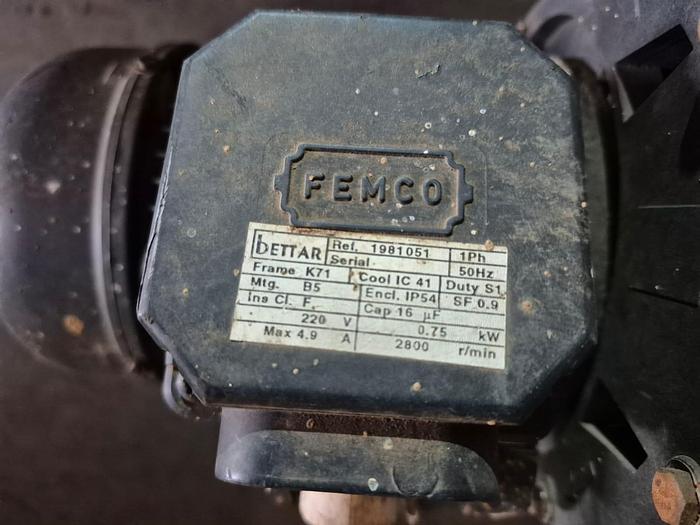 FEMCO
bETTAR Ref. 1981051 1Ph
Serial 50Hz
Frame K71 Cool IC 41 Duty S1
Mtg. B5 Encl. IP54 SF 0.9
Ins Cl. F. Cap 16 µF
220 V 0.75 kW
Max 4.9 A 2800 r/min